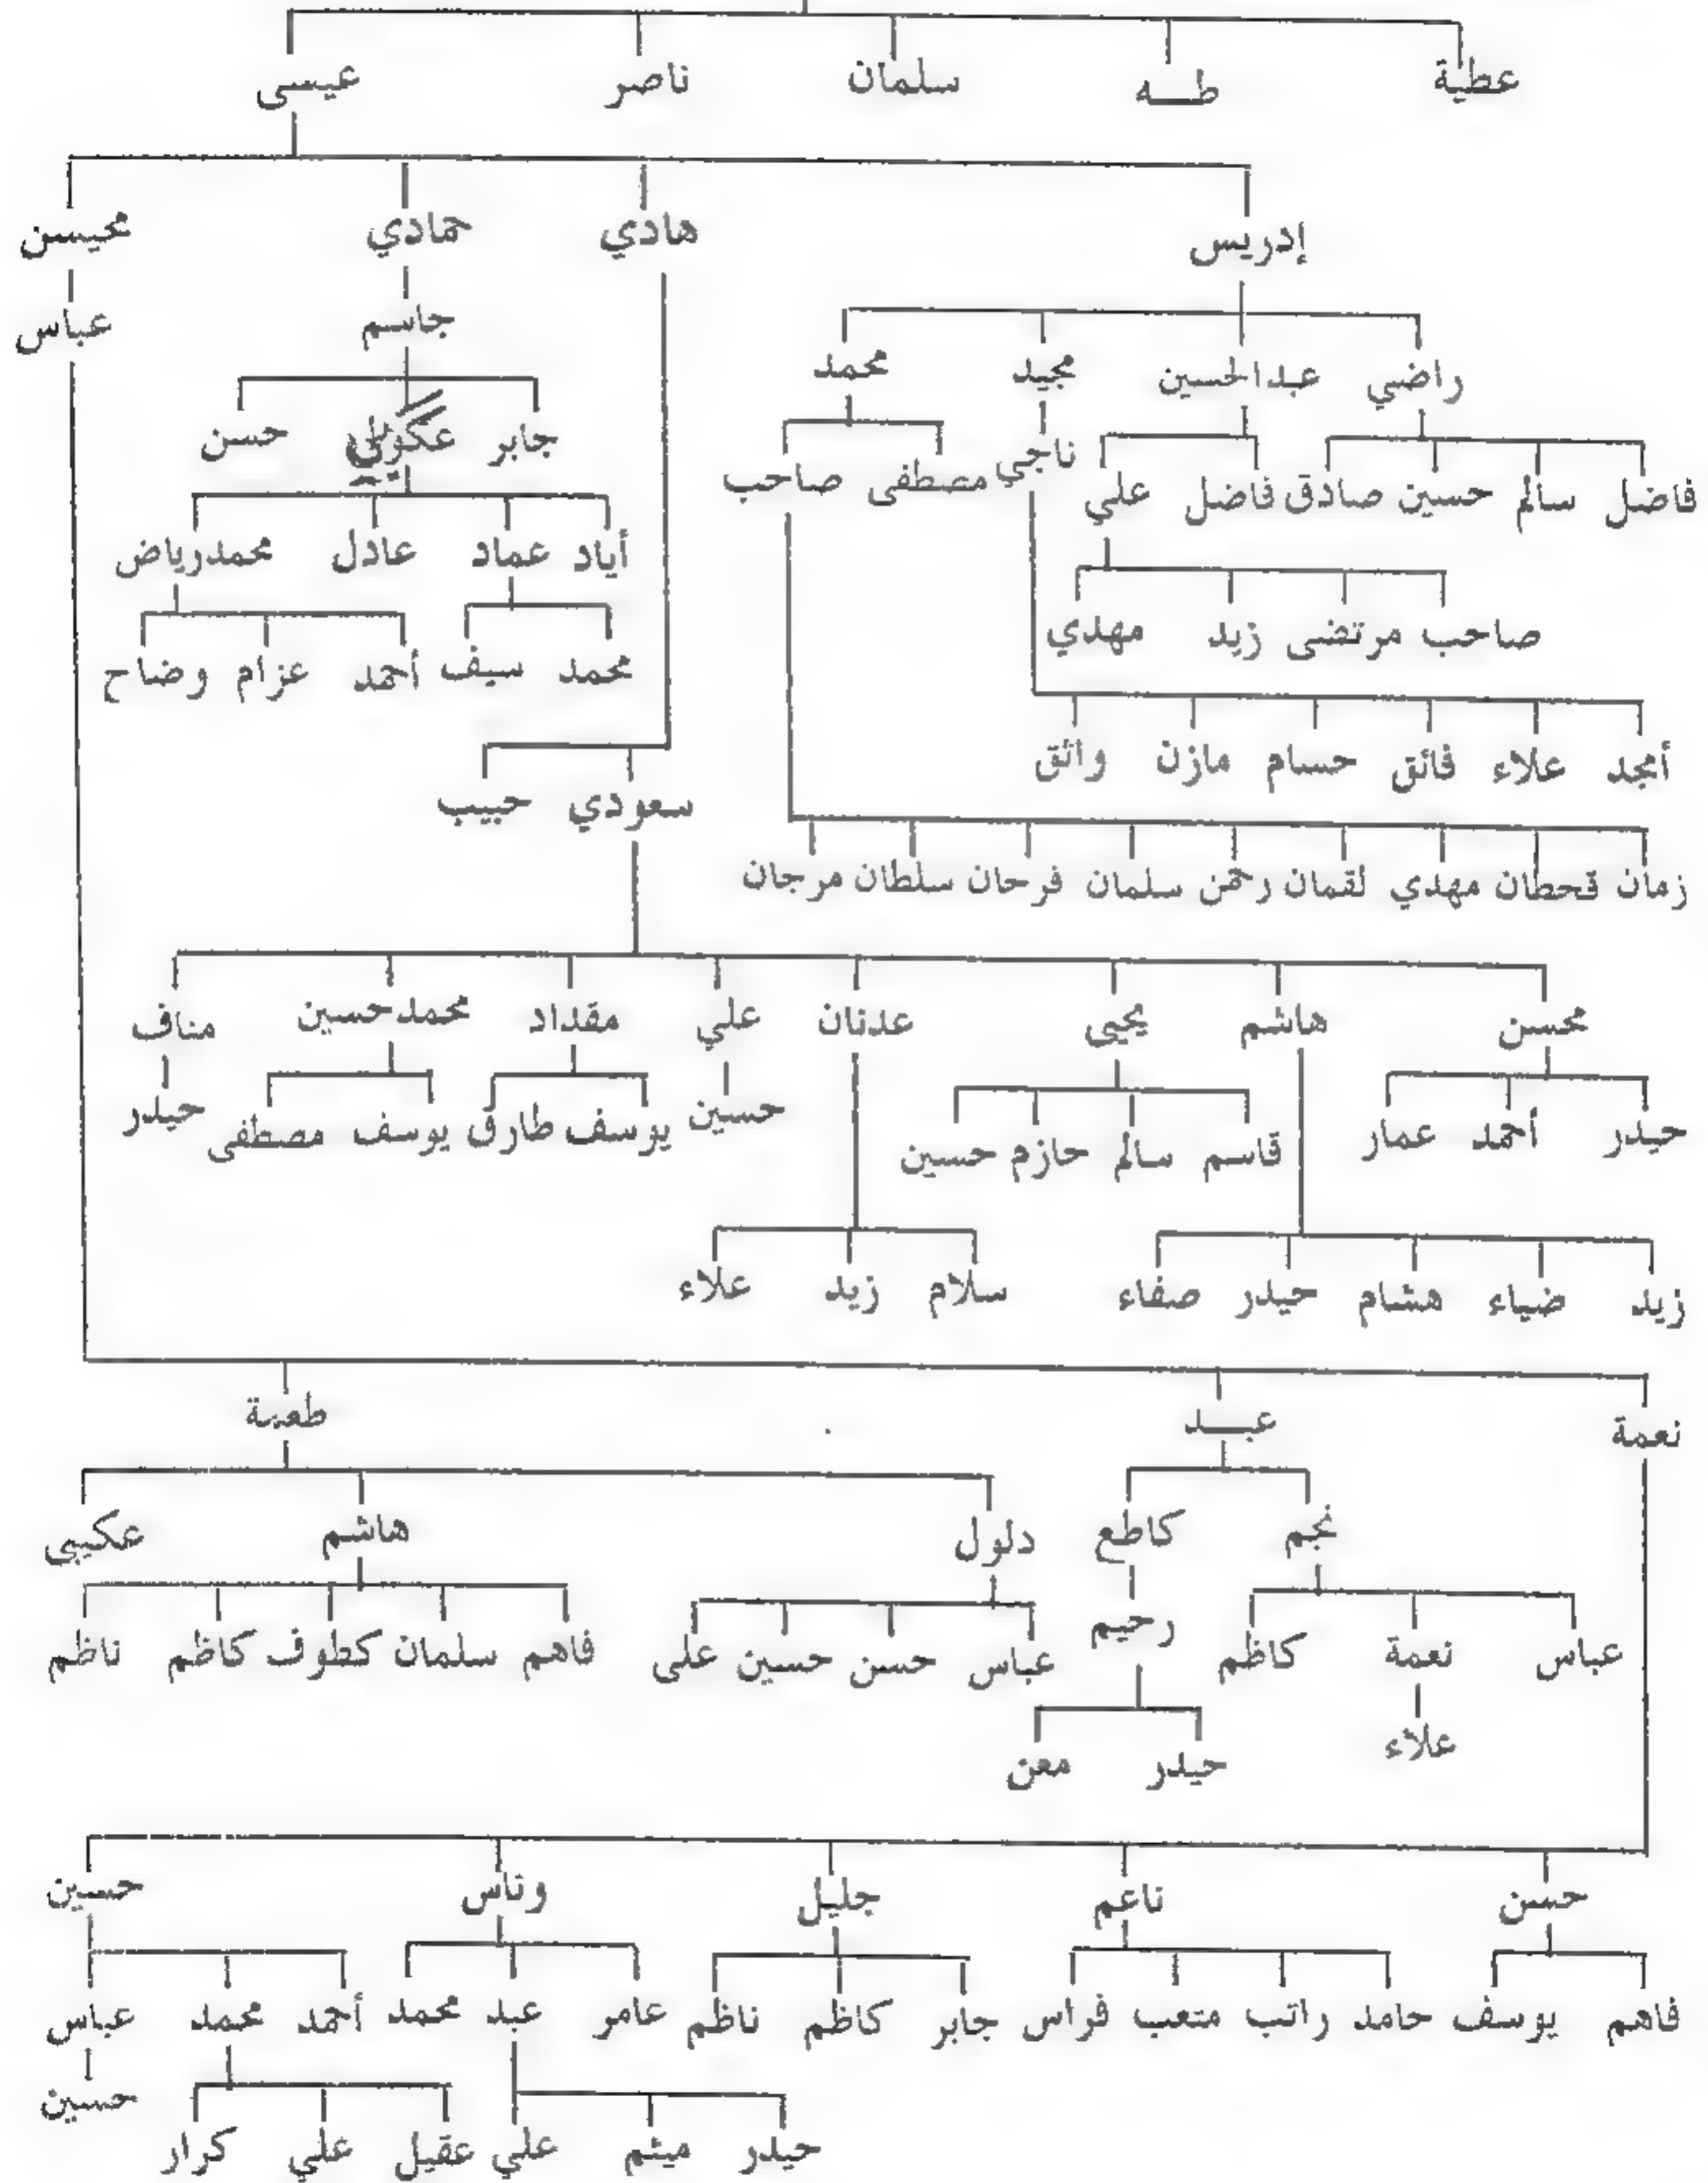 عطية طـــه سلمان ناصر عيسى
إدريس هادي حمادي محيسن
جاسم عباس
راضي عبدالحسين مجيد محمد
جابر حسن
فاضل سالم حسين صادق فاضل علي ناجي مصطفى صاحب
أياد عماد عادل محمدرياض
صاحب مرتضى زيد مهدي
محمد سيف أحمد عزام وضاح
أمجد علاء فائق حسام مازن واثق
سعودي حبيب
زمان قحطان مهدي لقمان رحمن سلمان فرحان سلطان مرجان
محسن هاشم يحيى عدنان علي مقداد محمدحسين مناف
حيدر أحمد عمار قاسم سالم حازم حسين حسين يوسف طارق يوسف مصطفى حيدر
زيد ضياء هشام حيدر صفاء سلام زيد علاء
نعمة عبـــد طعمة
نجم كاطع دلول هاشم
عباس نعمة كاظم رحيم عباس حسن حسين على فاهم سلمان كطوف كاظم ناظم
علاء حيدر معن
حسن ناعم جليل وناس حسين
فاهم يوسف حامد راتب متعب فراس جابر كاظم ناظم عامر عبد محمد أحمد محمد عباس
حسين
حيدر ميثم علي عقيل علي كرار